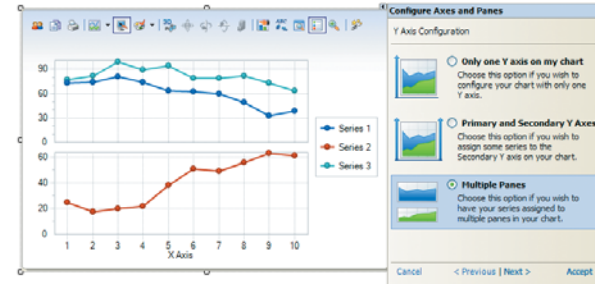 Configure Axes and Panes
Y Axis Configuration
Only one Y axis on my chart
Choose this option if you wish to
configure your chart with only one
Y axis.
Primary and Secondary Y Axes
Choose this option if you wish to
assign some series to the
Secondary Y axis on your chart.
Multiple Panes
Choose this option if you wish to
have your series assigned to
multiple panes in your chart.
Cancel < Previous | Next > Accept
90
60
30
0
60
40
20
0
1 2 3 4 5 6 7 8 9 10
X Axis
Series 1
Series 2
Series 3